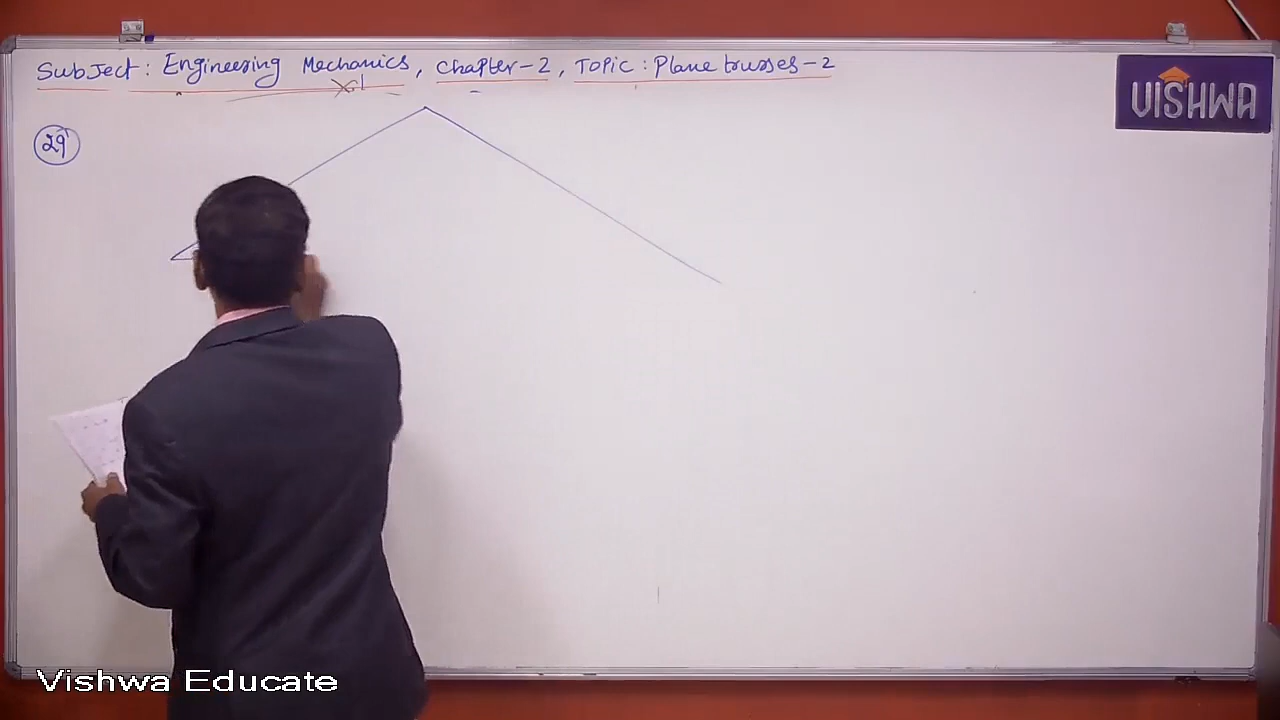 Subject : Engineering Mechanics, Chapter-2, Topic : Plane trusses-2
VISHWA
29
Vishwa Educate